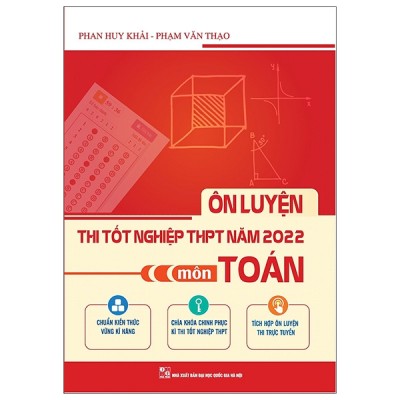 PHAN HUY KHẢI - PHẠM VĂN THẠO
ÔN LUYỆN
THI TỐT NGHIỆP THPT NĂM 2022
môn TOÁN
CHUẨN KIẾN THỨC
VỮNG KĨ NĂNG
CHÌA KHÓA CHINH PHỤC
KÌ THI TỐT NGHIỆP THPT
TÍCH HỢP ÔN LUYỆN
THI TRỰC TUYẾN
NHÀ XUẤT BẢN ĐẠI HỌC QUỐC GIA HÀ NỘI